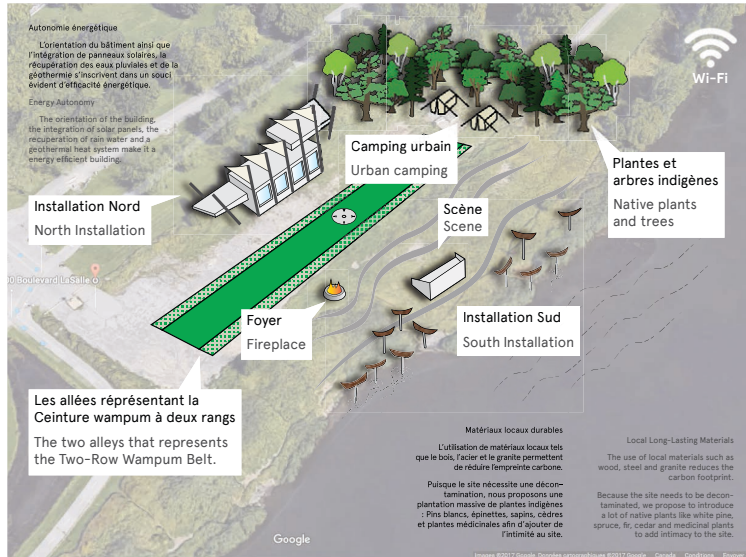 Autonomie énergétique
L'orientation du bâtiment ainsi que
l'intégration de panneaux solaires, la
récupération des eaux pluviales et de la
géothermie s'inscrivent dans un souci
évident d'efficacité énergétique.
Energy Autonomy
The orientation of the building,
the integration of solar panels, the
recuperation of rain water and a
geothermal heat system make it a
energy efficient building.
Wi-Fi
Camping urbain
Urban camping
Plantes et
arbres indigènes
Native plants
and trees
Installation Nord
North Installation
Scène
Scene
0 Boulevard LaSalle
Foyer
Fireplace
Installation Sud
South Installation
Les allées réprésentant la
Ceinture wampum à deux rangs
The two alleys that represents
the Two-Row Wampum Belt.
Matériaux locaux durables
L'utilisation de matériaux locaux tels
que le bois, l'acier et le granite permettent
de réduire l'empreinte carbone.
Puisque le site nécessite une décon-
tamination, nous proposons une
plantation massive de plantes indigènes
: Pins blancs, épinettes, sapins, cèdres
et plantes médicinales afin d'ajouter de
l'intimité au site.
Local Long-Lasting Materials
The use of local materials such as
wood, steel and granite reduces the
carbon footprint.
Because the site needs to be decon-
taminated, we propose to introduce
a lot of native plants like white pine,
spruce, fir, cedar and medicinal plants
to add intimacy to the site.
Google
Images ©2017 Google, Données cartographiques ©2017 Google Canada Conditions